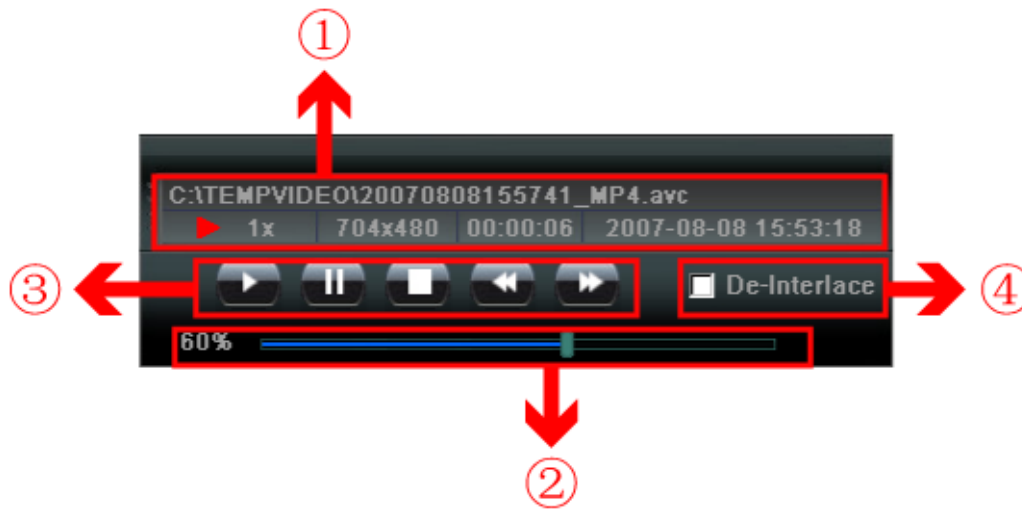 ①
C:\TEMPVIDEO\20070808155741_MP4.avc
1x 704x480 00:00:06 2007-08-08 15:53:18
③
De-Interlace
④
60%
②